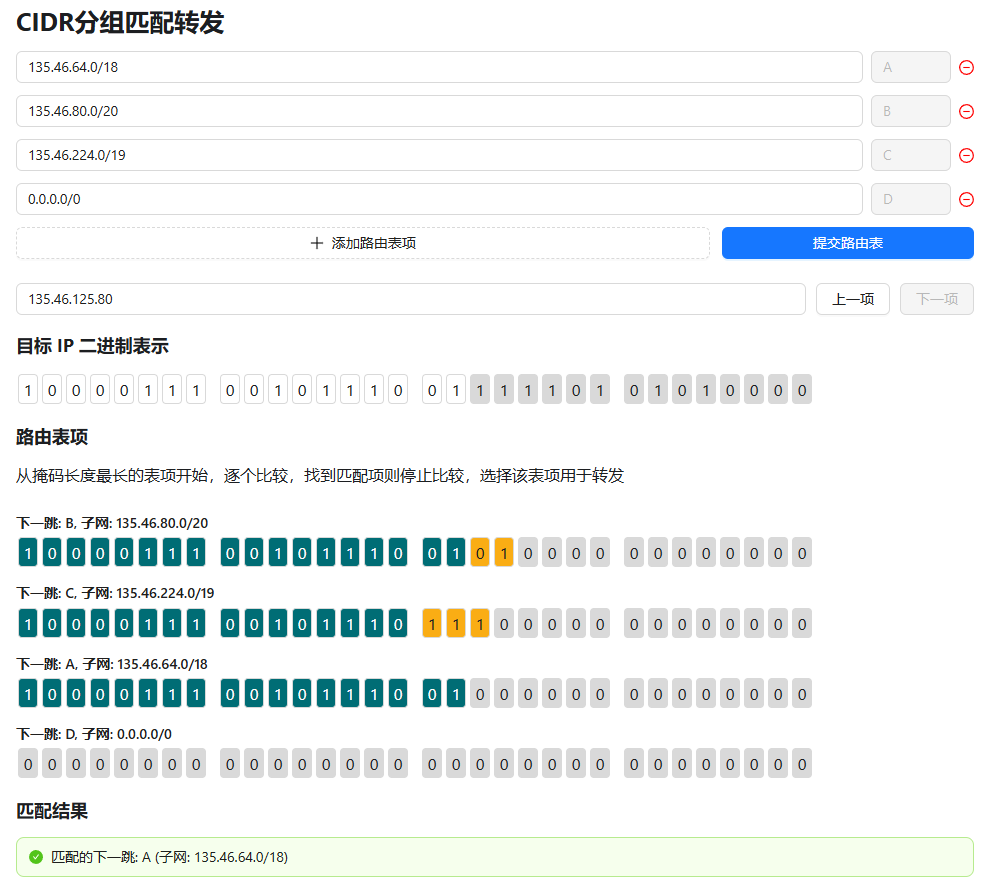 CIDR分组匹配转发
135.46.64.0/18 A
135.46.80.0/20 B
135.46.224.0/19 C
0.0.0.0/0 D
+ 添加路由表项 提交路由表
135.46.125.80 上一项 下一项
目标 IP 二进制表示
1 0 0 0 0 1 1 1 0 0 1 0 1 1 1 0 0 1 1 1 1 1 0 1 0 1 0 1 0 0 0 0
路由表项
从掩码长度最长的表项开始，逐个比较，找到匹配项则停止比较，选择该表项用于转发
下一跳: B, 子网: 135.46.80.0/20
1 0 0 0 0 1 1 1 0 0 1 0 1 1 1 0 0 1 0 1 0 0 0 0 0 0 0 0 0 0 0 0
下一跳: C, 子网: 135.46.224.0/19
1 0 0 0 0 1 1 1 0 0 1 0 1 1 1 0 1 1 1 0 0 0 0 0 0 0 0 0 0 0 0 0
下一跳: A, 子网: 135.46.64.0/18
1 0 0 0 0 1 1 1 0 0 1 0 1 1 1 0 0 1 0 0 0 0 0 0 0 0 0 0 0 0 0 0
下一跳: D, 子网: 0.0.0.0/0
0 0 0 0 0 0 0 0 0 0 0 0 0 0 0 0 0 0 0 0 0 0 0 0 0 0 0 0 0 0 0 0
匹配结果
匹配的下一跳: A (子网: 135.46.64.0/18)